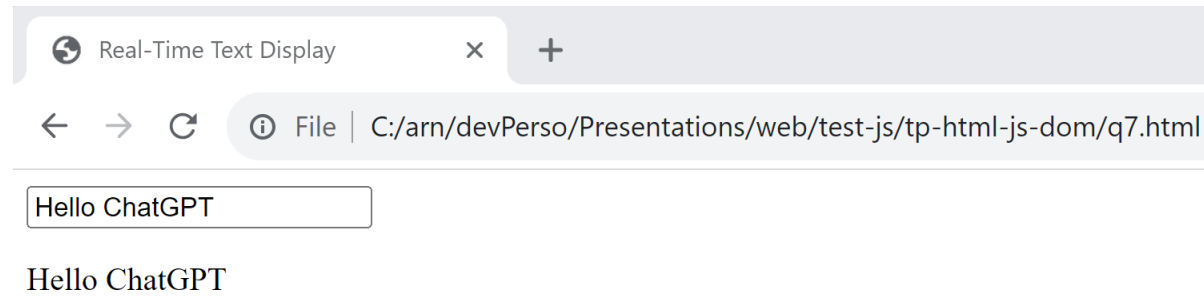 Real-Time Text Display
File C:/arn/devPerso/Presentations/web/test-js/tp-html-js-dom/q7.html
Hello ChatGPT
Hello ChatGPT